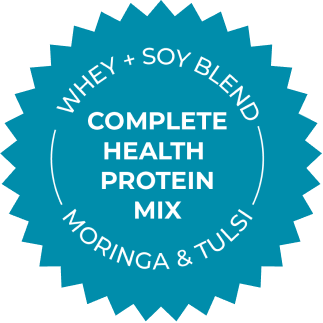 WHEY + SOY BLEND
COMPLETE
HEALTH
PROTEIN
MIX
MORINGA & TULSI